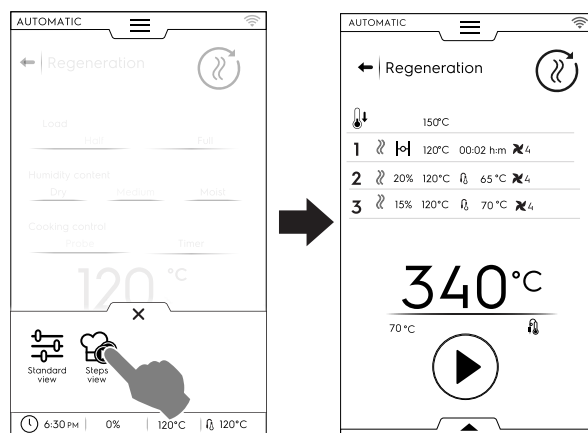 AUTOMATIC
Regeneration
Load
Half Full
Humidity content
Dry Medium Moist
Cooking control
Probe Timer
120 °C
Standard view
Steps view
6:30 PM 0% 120°C 120°C
AUTOMATIC
Regeneration
150°C
1 120°C 00:02 h:m 4
2 20% 120°C 65 °C 4
3 15% 120°C 70 °C 4
340°C
70 °C